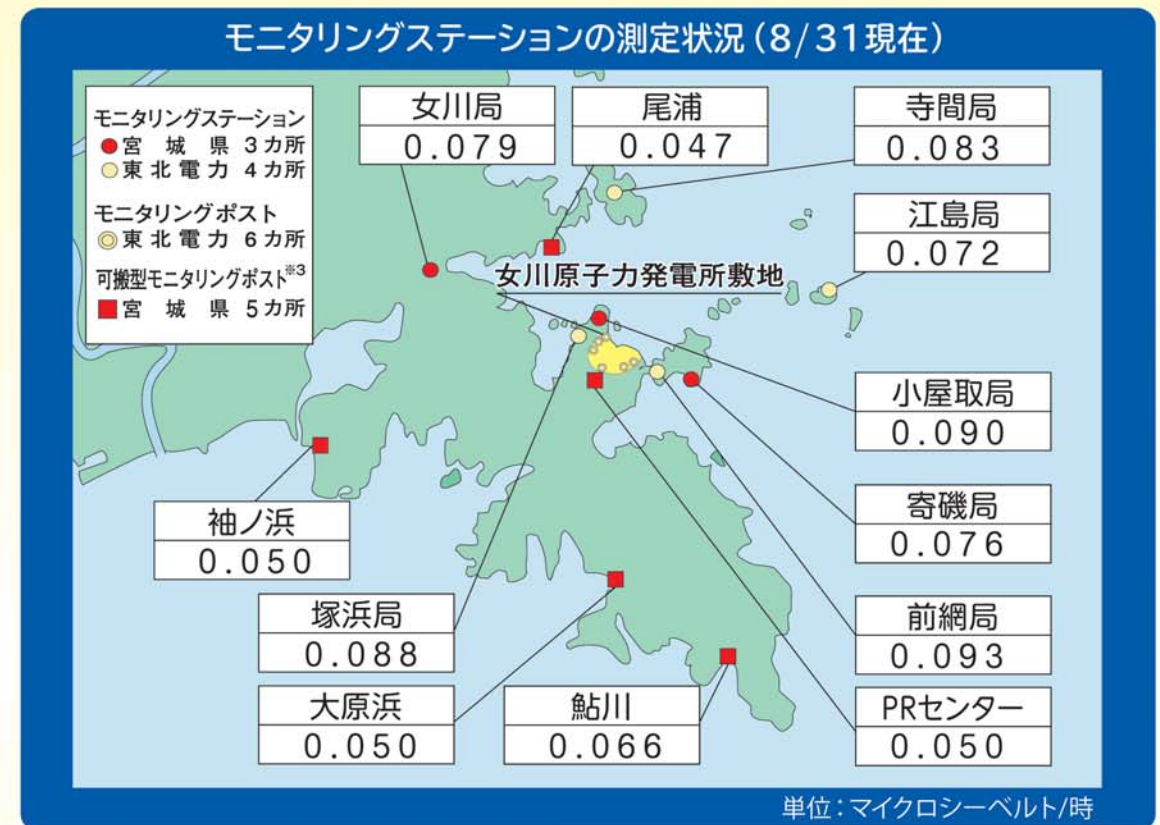 モニタリングステーションの測定状況（8/31現在）
モニタリングステーション
宮城県 3カ所
東北電力 4カ所
モニタリングポスト
東北電力 6カ所
可搬型モニタリングポスト※3
宮城県 5カ所
女川局
0.079
尾浦
0.047
寺間局
0.083
江島局
0.072
女川原子力発電所敷地
小屋取局
0.090
寄磯局
0.076
前網局
0.093
PRセンター
0.050
袖ノ浜
0.050
塚浜局
0.088
大原浜
0.050
鮎川
0.066
単位：マイクロシーベルト/時